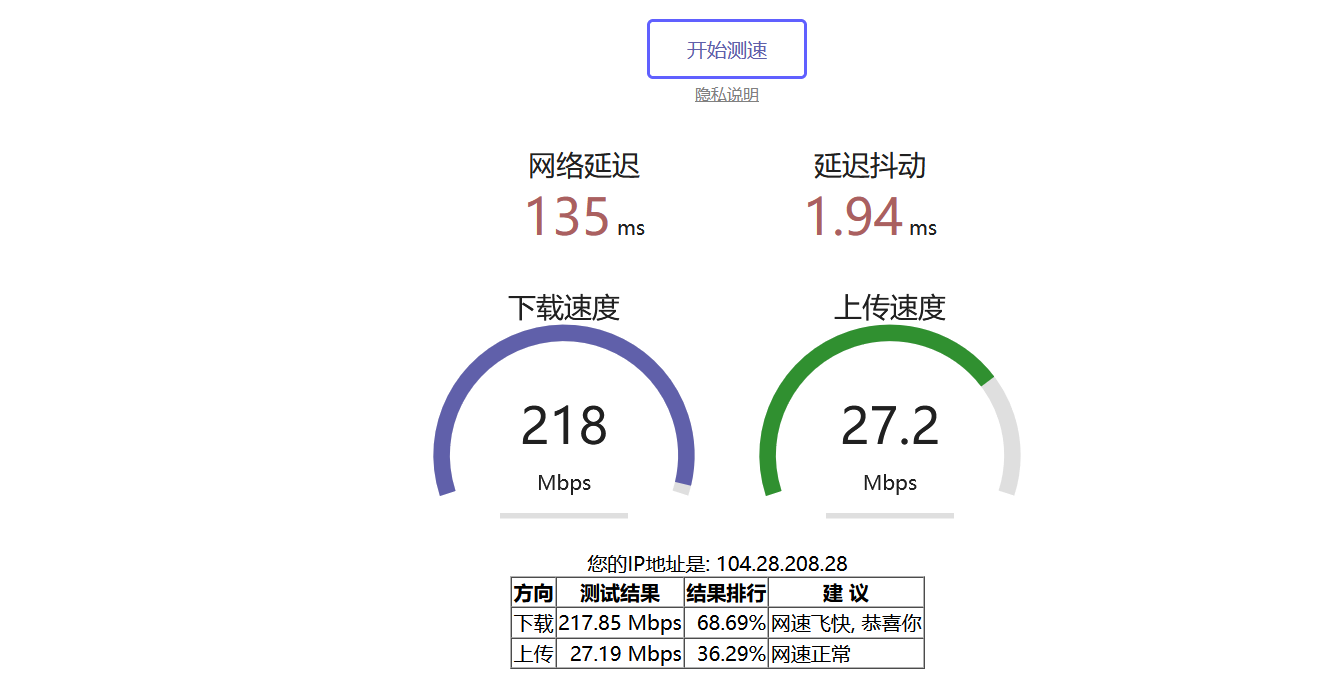 开始测速
隐私说明
网络延迟 延迟抖动
135 ms 1.94 ms
下载速度 上传速度
218 27.2
Mbps Mbps
您的IP地址是: 104.28.208.28
方向 测试结果 结果排行 建 议
下载 217.85 Mbps 68.69% 网速飞快, 恭喜你
上传 27.19 Mbps 36.29% 网速正常